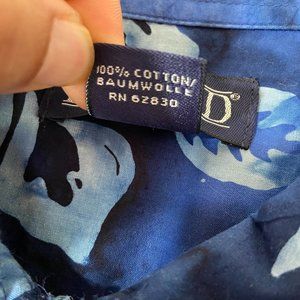 100% COTTON/
BAUMWOLLE
RN 62830
D®